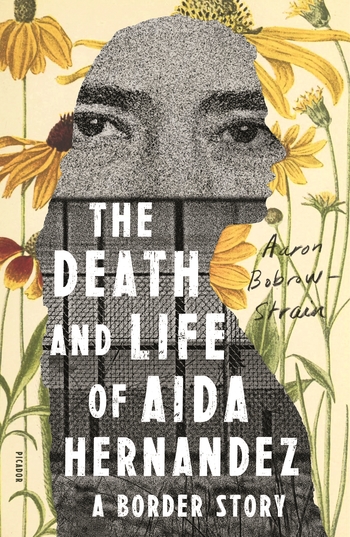 THE
DEATH
AND LIFE
OF AIDA
HERNANDEZ
A BORDER STORY
Aaron
Bobrow-
Strain
PICADOR